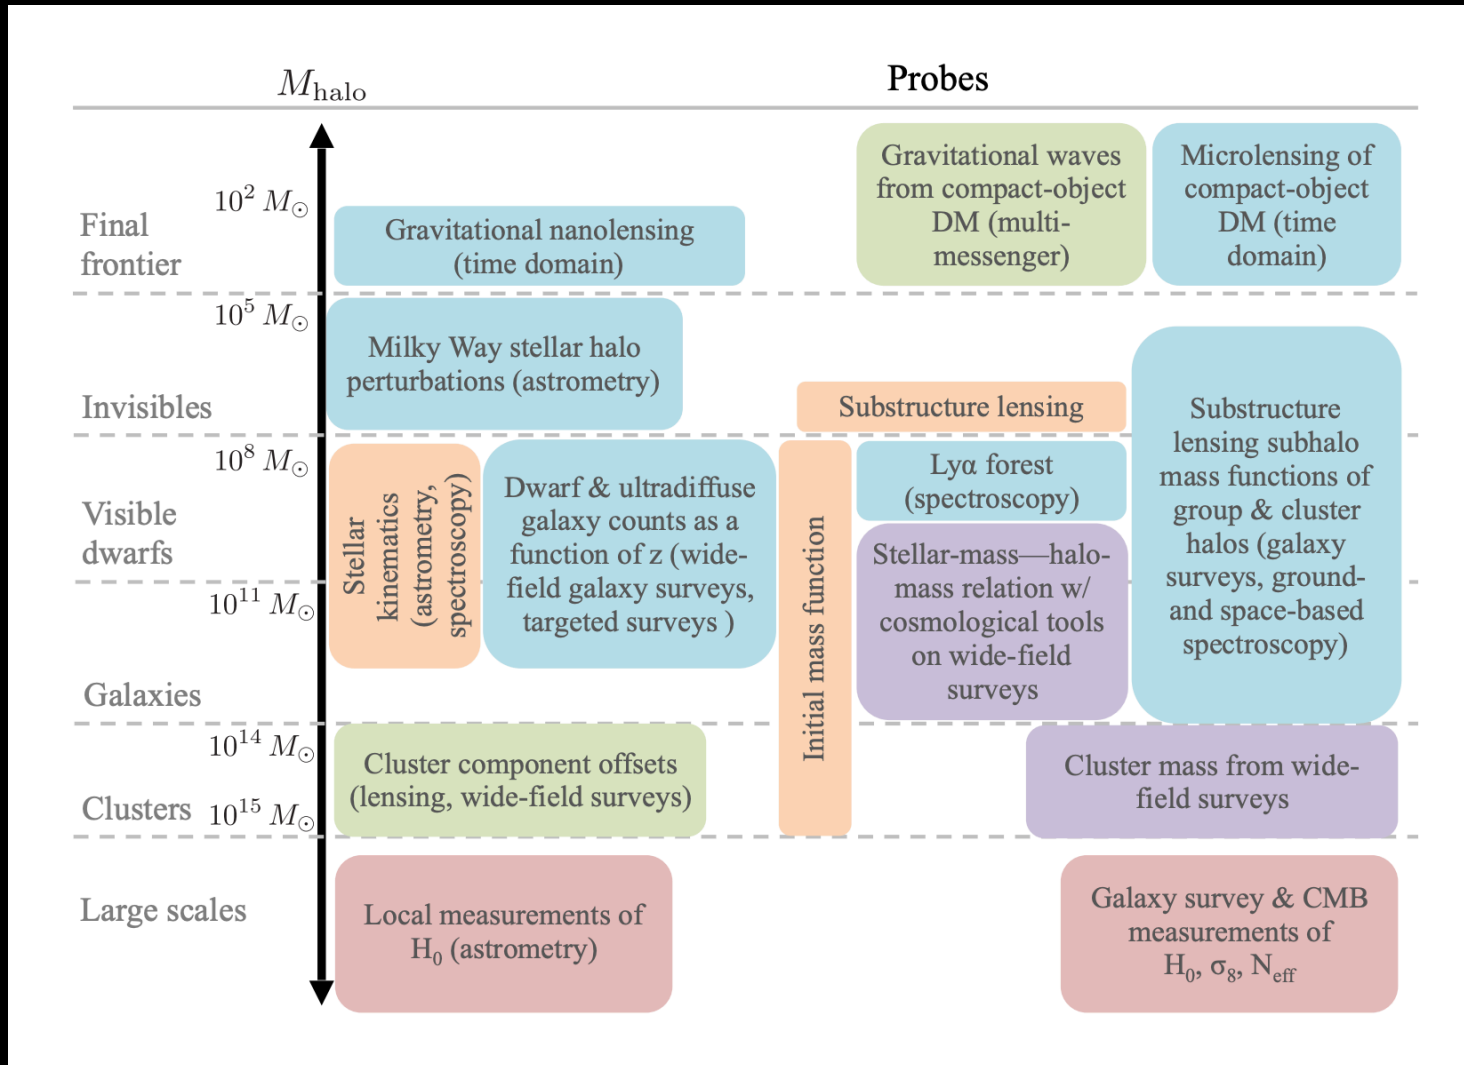 M_halo
Probes
10^2 M_⊙
10^5 M_⊙
10^8 M_⊙
10^11 M_⊙
10^14 M_⊙
10^15 M_⊙
Final
frontier
Invisibles
Visible
dwarfs
Galaxies
Clusters
Large scales
Gravitational nanolensing
(time domain)
Gravitational waves
from compact-object
DM (multi-
messenger)
Microlensing of
compact-object
DM (time
domain)
Milky Way stellar halo
perturbations (astrometry)
Substructure lensing
Substructure
lensing subhalo
mass functions of
group & cluster
halos (galaxy
surveys, ground-
and space-based
spectroscopy)
Stellar
kinematics
(astrometry,
spectroscopy)
Dwarf & ultradiffuse
galaxy counts as a
function of z (wide-
field galaxy surveys,
targeted surveys )
Initial mass function
Lyα forest
(spectroscopy)
Stellar-mass—halo-
mass relation w/
cosmological tools
on wide-field
surveys
Cluster component offsets
(lensing, wide-field surveys)
Cluster mass from wide-
field surveys
Local measurements of
H_0 (astrometry)
Galaxy survey & CMB
measurements of
H_0, σ_8, N_eff